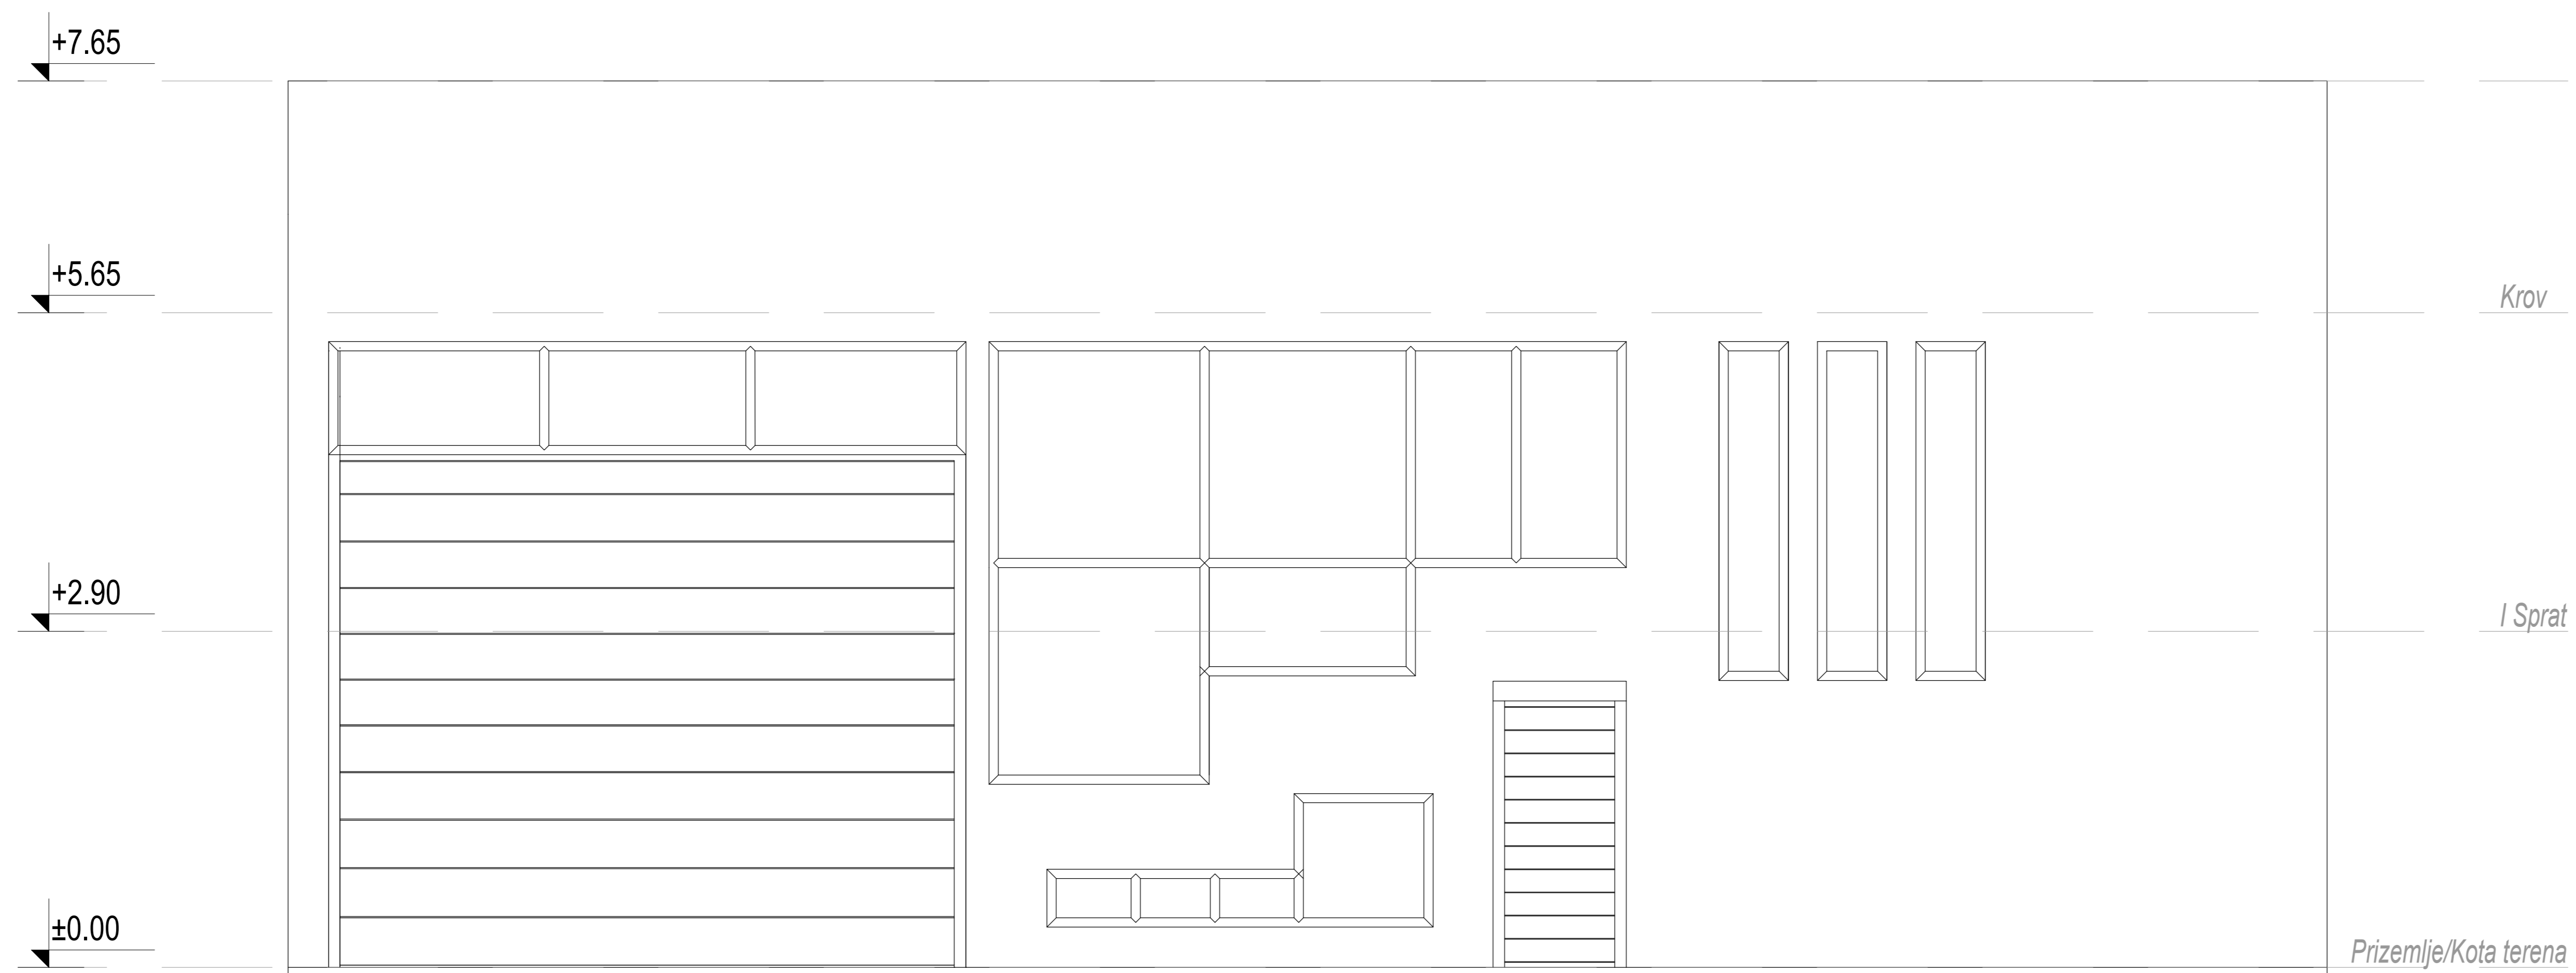 +7.65
+5.65
Krov
+2.90
I Sprat
±0.00
Prizemlje/Kota terena